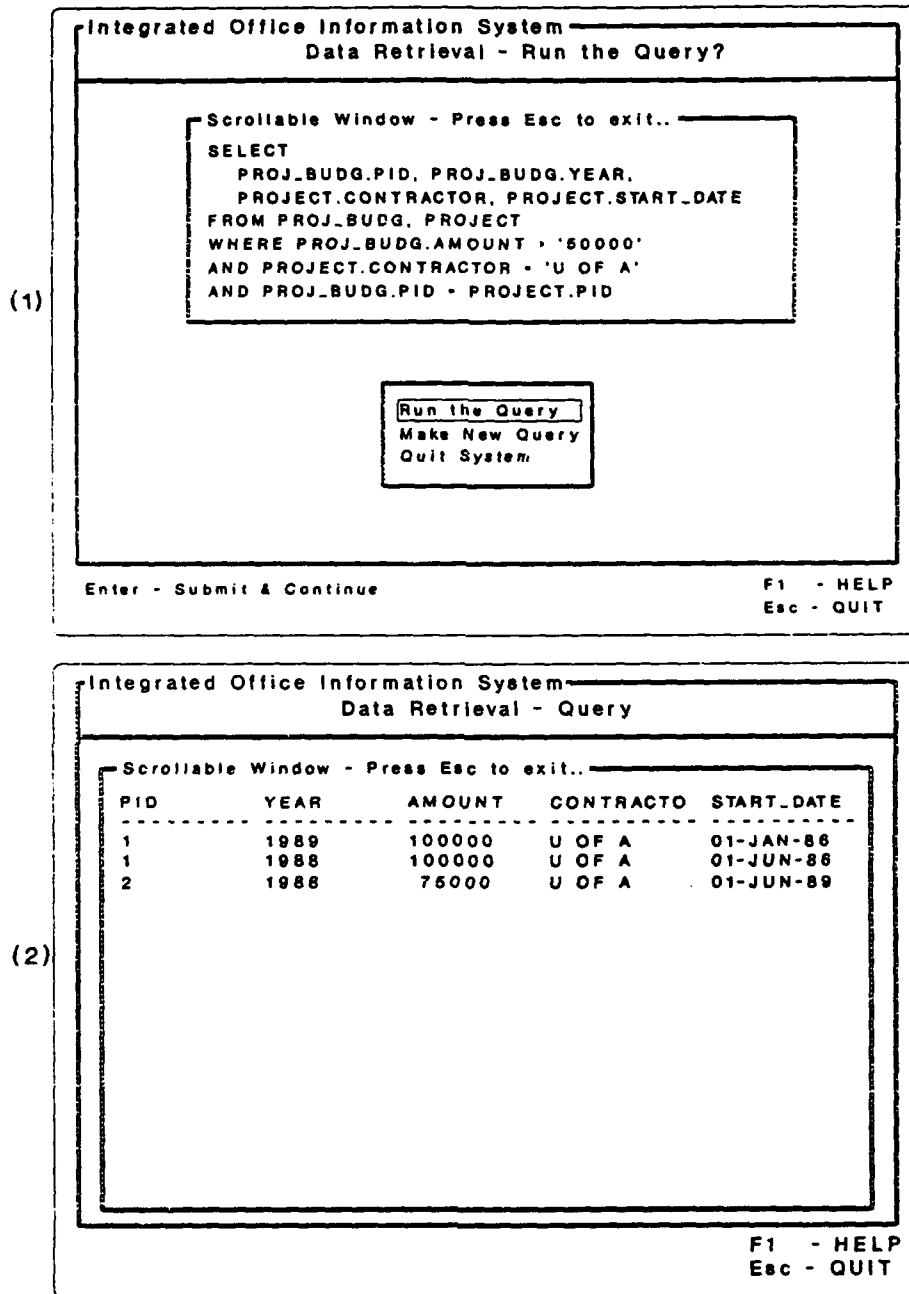 Integrated Office Information System
Data Retrieval - Run the Query?
Scrollable Window - Press Esc to exit..
SELECT
PROJ_BUDG.PID, PROJ_BUDG.YEAR,
PROJECT.CONTRACTOR, PROJECT.START_DATE
FROM PROJ_BUDG, PROJECT
WHERE PROJ_BUDG.AMOUNT > '50000'
AND PROJECT.CONTRACTOR = 'U OF A'
AND PROJ_BUDG.PID = PROJECT.PID
(1)
Run the Query
Make New Query
Quit System
Enter - Submit & Continue
F1 - HELP
Esc - QUIT
Integrated Office Information System
Data Retrieval - Query
Scrollable Window - Press Esc to exit..
PID YEAR AMOUNT CONTRACTO START_DATE
1 1989 100000 U OF A 01-JAN-86
1 1988 100000 U OF A 01-JUN-86
2 1988 75000 U OF A 01-JUN-89
(2)
F1 - HELP
Esc - QUIT